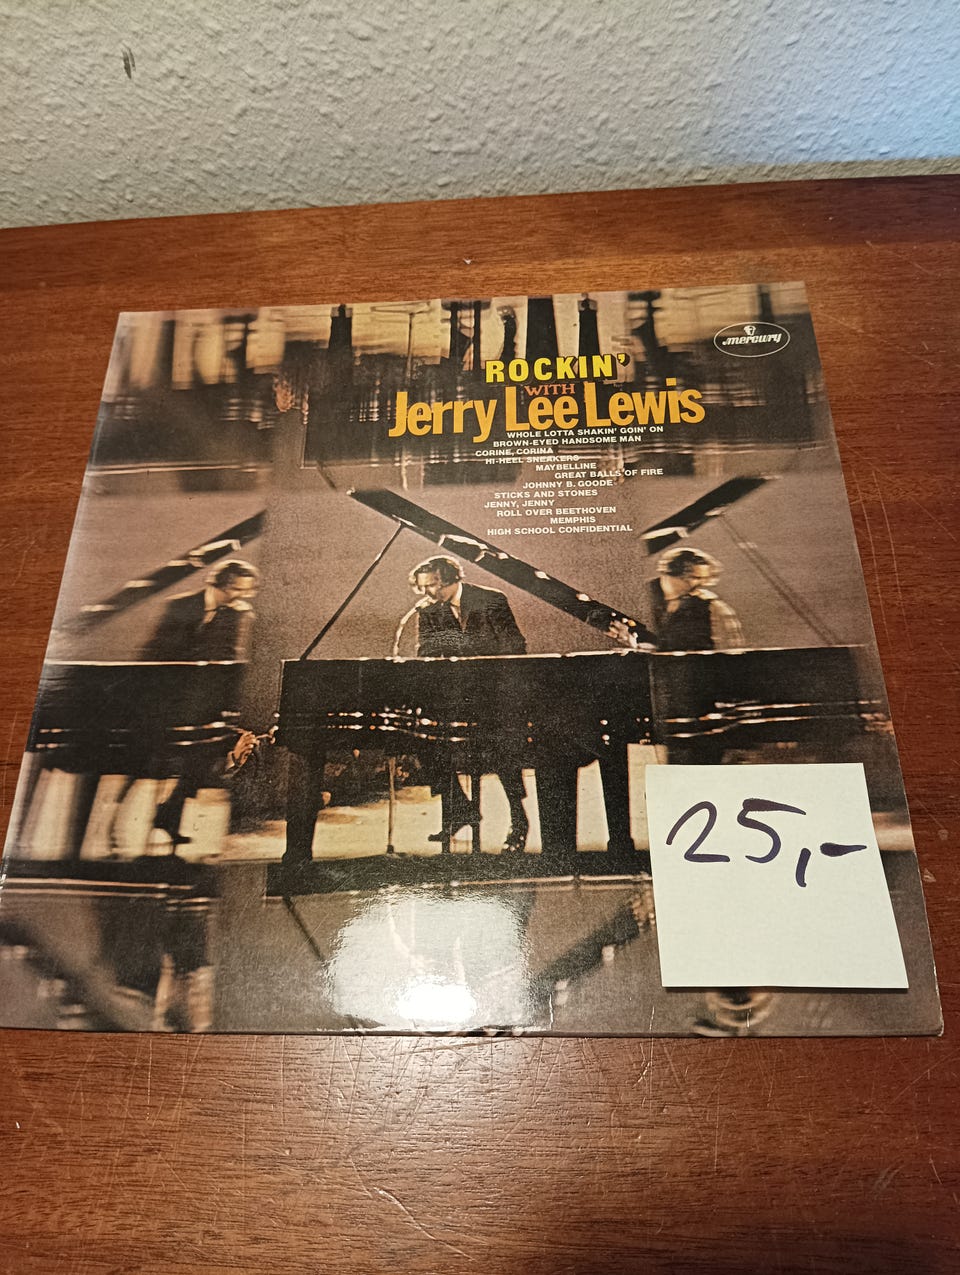 mercury
ROCKIN'
WITH
Jerry Lee Lewis
WHOLE LOTTA SHAKIN' GOIN' ON
BROWN-EYED HANDSOME MAN
CORINE, CORINA
HI-HEEL SNEAKERS
MAYBELLINE
GREAT BALLS OF FIRE
JOHNNY B. GOODE
STICKS AND STONES
JENNY, JENNY
ROLL OVER BEETHOVEN
MEMPHIS
HIGH SCHOOL CONFIDENTIAL
25,-